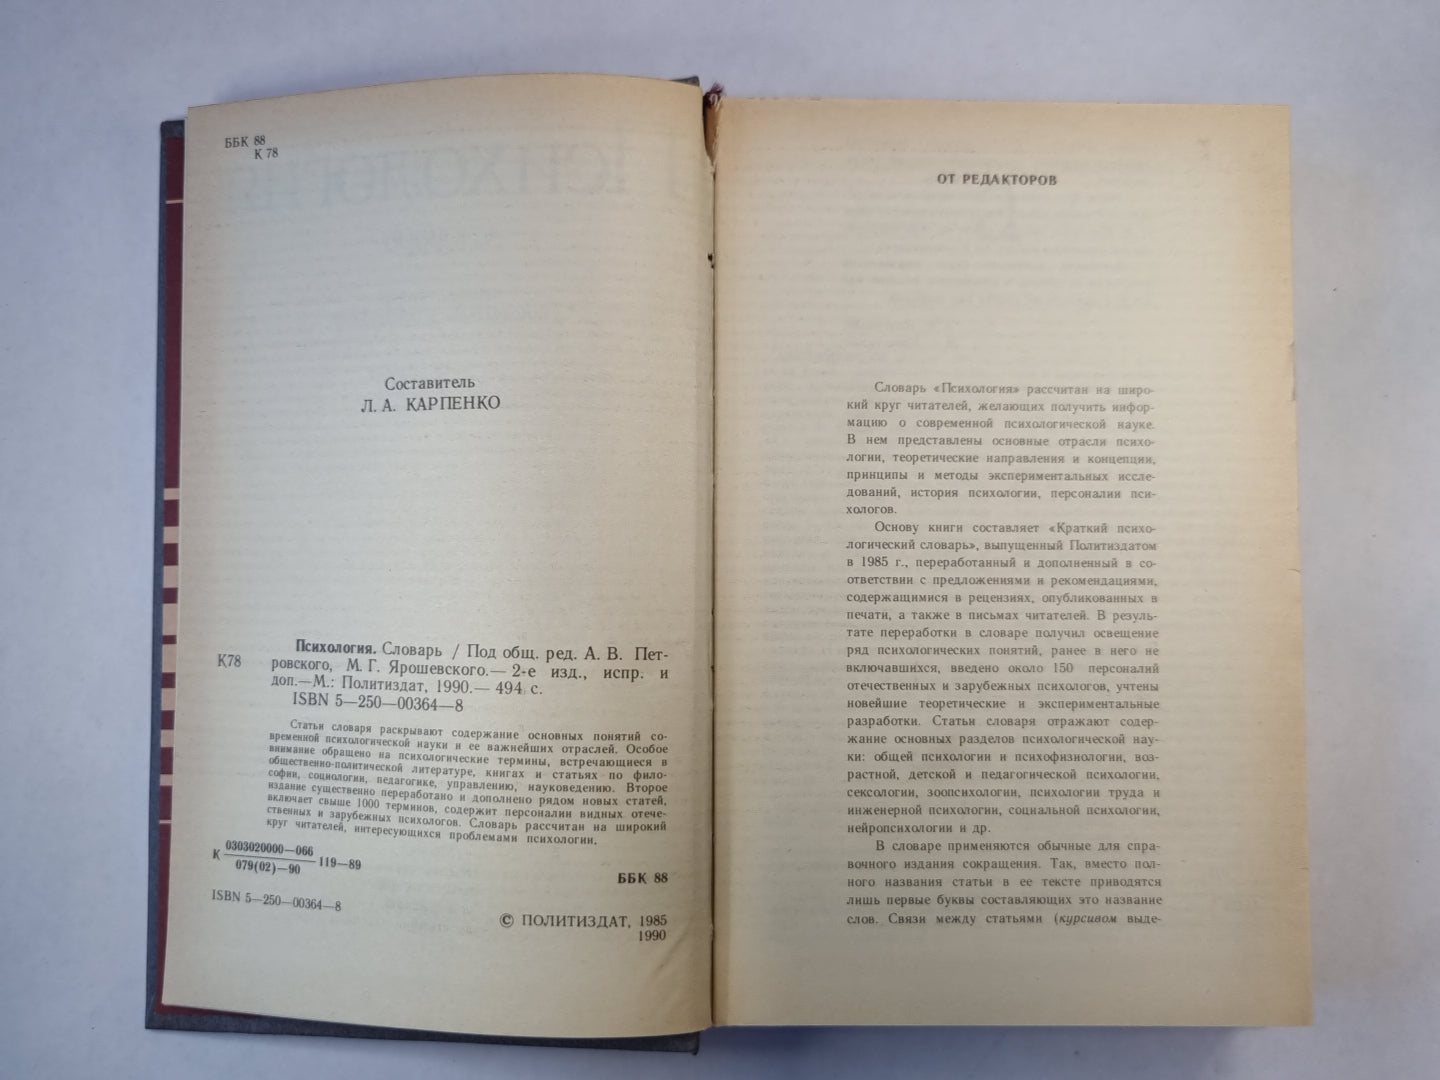 ББК 88
К 78
Составитель
Л. А. КАРПЕНКО
Психология. Словарь / Под общ. ред. А. В. Пет-
К78
ровского, М. Г. Ярошевского.— 2-е изд., испр. и
доп.—М.: Политиздат, 1990.— 494 с.
ISBN 5—250—00364—8
Статьи словаря раскрывают содержание основных понятий со-
временной психологической науки и ее важнейших отраслей. Особое
внимание обращено на психологические термины, встречающиеся в
общественно-политической литературе, книгах и статьях по фило-
софии, социологии, педагогике, управлению, науковедению. Второе
издание существенно переработано и дополнено рядом новых статей,
включает свыше 1000 терминов, содержит персоналии видных отече-
ственных и зарубежных психологов. Словарь рассчитан на широкий
круг читателей, интересующихся проблемами психологии.
К 0303020000—066 119—89
079(02)—90
ББК 88
ISBN 5—250—00364—8
© ПОЛИТИЗДАТ, 1985
1990
ОТ РЕДАКТОРОВ
Словарь «Психология» рассчитан на широ-
кий круг читателей, желающих получить инфор-
мацию о современной психологической науке.
В нем представлены основные отрасли психо-
логии, теоретические направления и концепции,
принципы и методы экспериментальных иссле-
дований, история психологии, персоналии пси-
хологов.
Основу книги составляет «Краткий психо-
логический словарь», выпущенный Политиздатом
в 1985 г., переработанный и дополненный в со-
ответствии с предложениями и рекомендациями,
содержащимися в рецензиях, опубликованных в
печати, а также в письмах читателей. В резуль-
тате переработки в словаре получил освещение
ряд психологических понятий, ранее в него не
включавшихся, введено около 150 персоналий
отечественных и зарубежных психологов, учтены
новейшие теоретические и экспериментальные
разработки. Статьи словаря отражают содер-
жание основных разделов психологической нау-
ки: общей психологии и психофизиологии, воз-
растной, детской и педагогической психологии,
сексологии, зоопсихологии, психологии труда и
инженерной психологии, социальной психологии,
нейропсихологии и др.
В словаре применяются обычные для спра-
вочного издания сокращения. Так, вместо пол-
ного названия статьи в ее тексте приводятся
лишь первые буквы составляющих это название
слов. Связи между статьями (курсивом выде-